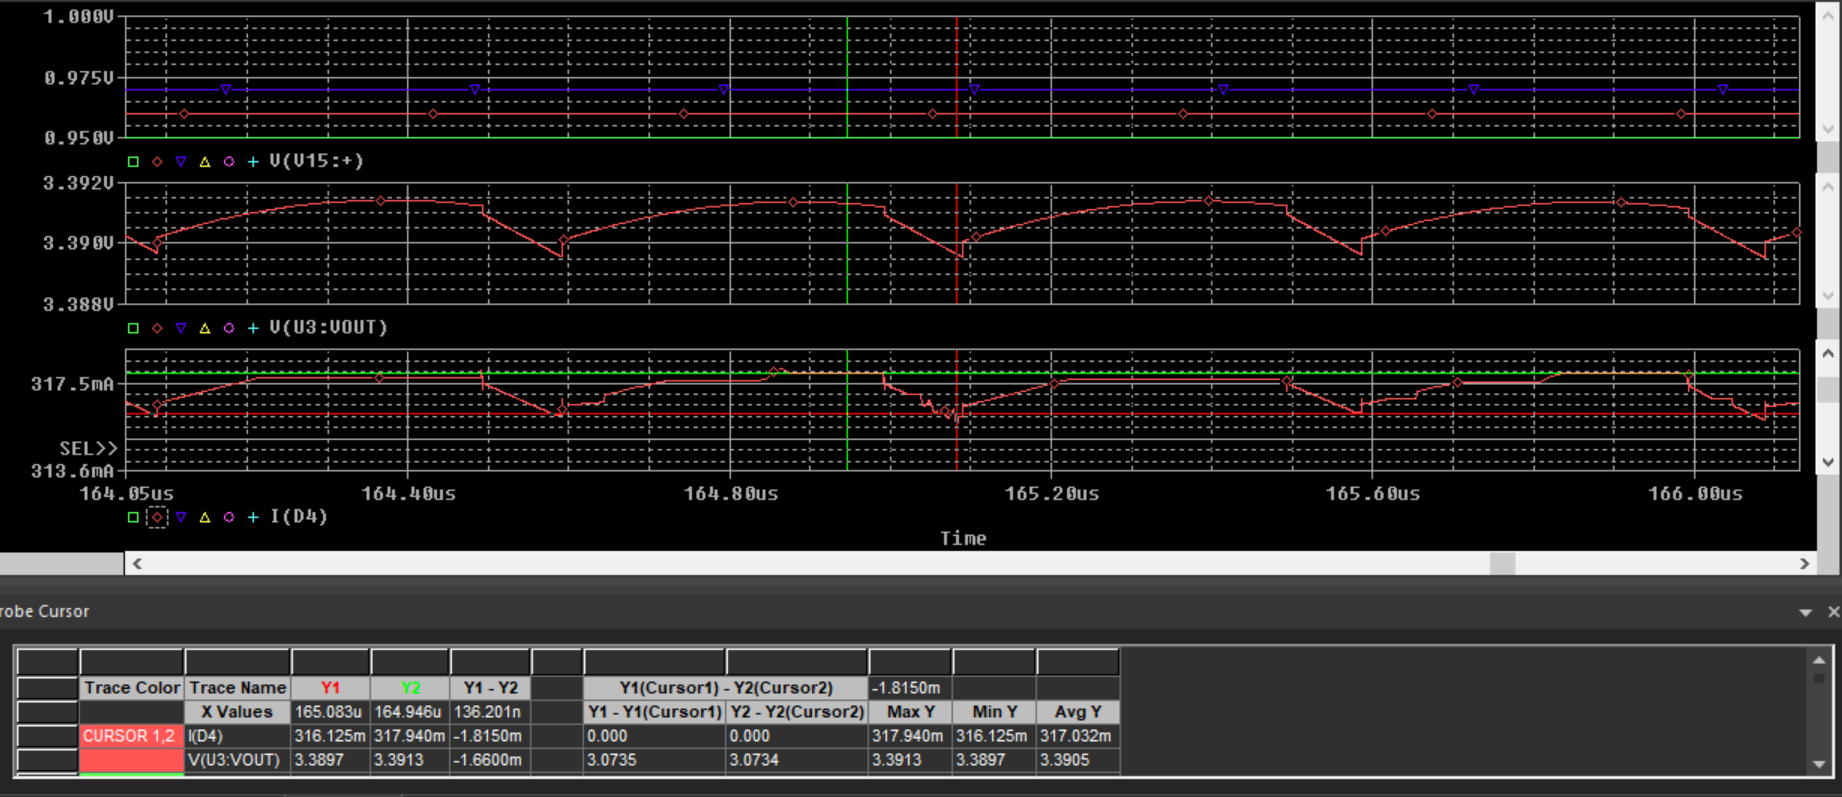 1.000V
0.975V
0.950V
V(V15:+)
3.392V
3.390V
3.388V
V(U3:VOUT)
317.5mA
SEL>>
313.6mA
164.05us 164.40us 164.80us 165.20us 165.60us 166.00us
I(D4)
Time
robe Cursor
Y1(Cursor1) - Y2(Cursor2) -1.8150m
Trace Color Trace Name Y1 Y2 Y1 - Y2
X Values 165.083u 164.946u 136.201n Y1 - Y1(Cursor1) Y2 - Y2(Cursor2) Max Y Min Y Avg Y
CURSOR 1,2 I(D4) 316.125m 317.940m -1.8150m 0.000 0.000 317.940m 316.125m 317.032m
V(U3:VOUT) 3.3897 3.3913 -1.6600m 3.0735 3.0734 3.3913 3.3897 3.3905